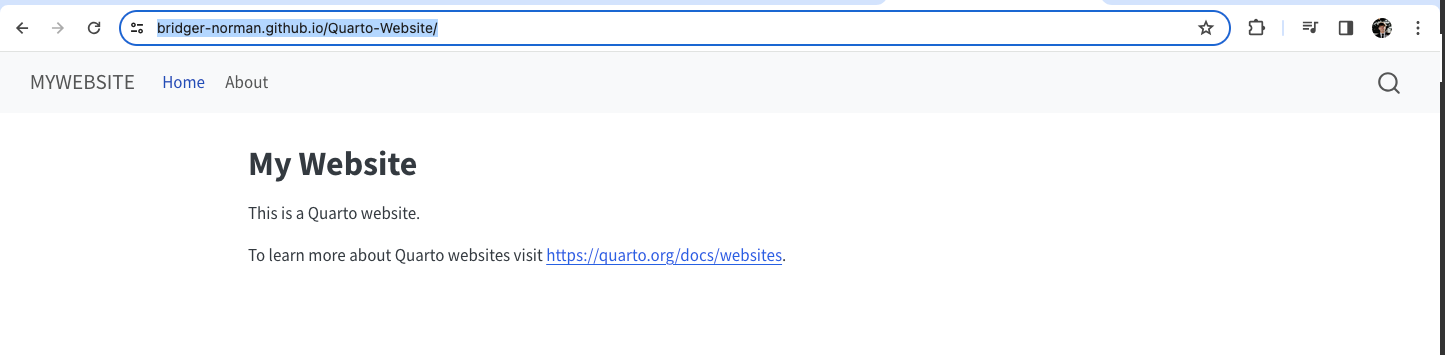 bridger-norman.github.io/Quarto-Website/
MYWEBSITE Home About
My Website
This is a Quarto website.
To learn more about Quarto websites visit https://quarto.org/docs/websites.